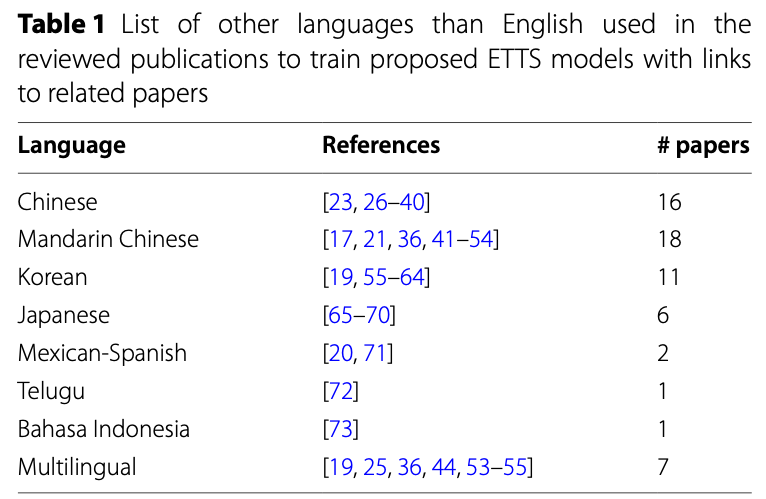 Table 1 List of other languages than English used in the
reviewed publications to train proposed ETTS models with links
to related papers
Language References # papers
Chinese [23, 26–40] 16
Mandarin Chinese [17, 21, 36, 41–54] 18
Korean [19, 55–64] 11
Japanese [65–70] 6
Mexican-Spanish [20, 71] 2
Telugu [72] 1
Bahasa Indonesia [73] 1
Multilingual [19, 25, 36, 44, 53–55] 7